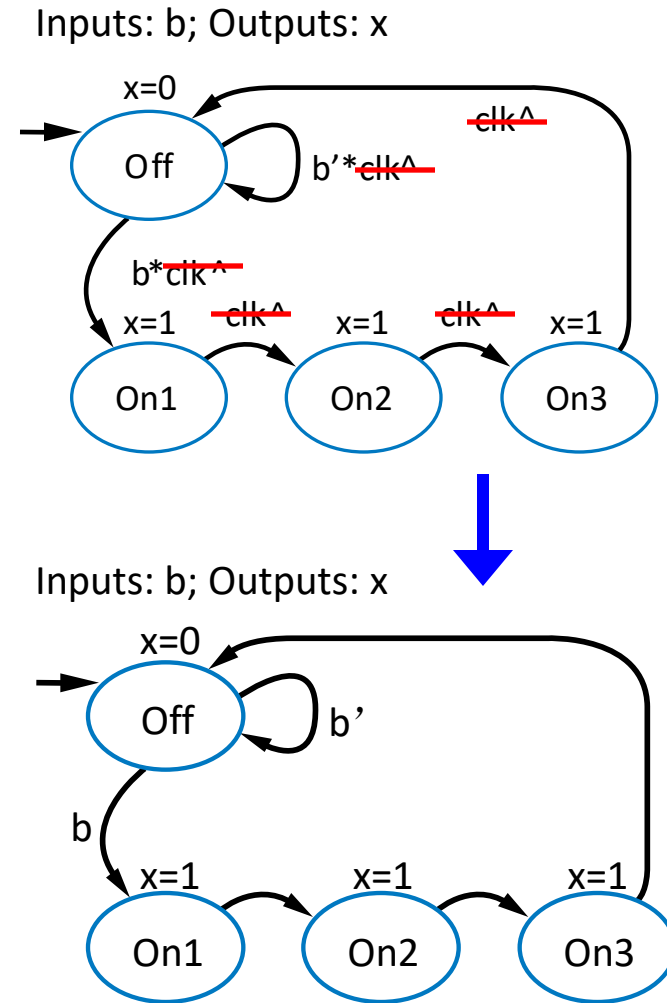 Inputs: b; Outputs: x
x=0
clk^
Off
b’*clk^
b*clk^
x=1
clk^
x=1
clk^
x=1
On1
On2
On3
Inputs: b; Outputs: x
x=0
Off
b’
b
x=1
x=1
x=1
On1
On2
On3